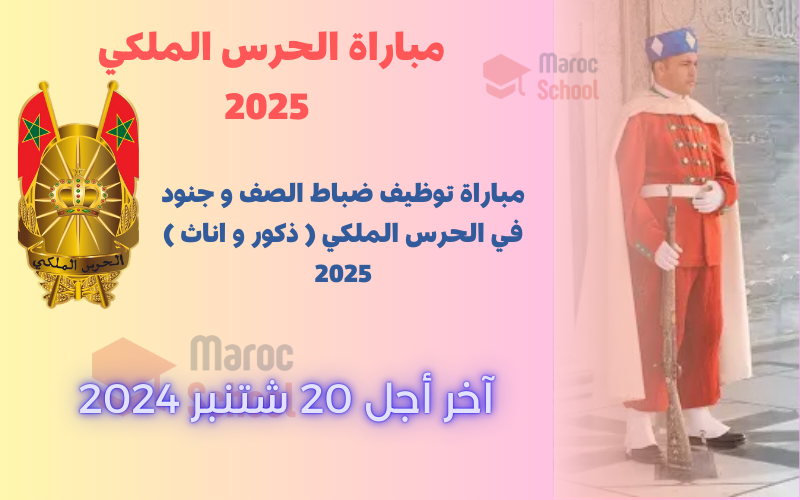 مباراة الحرس الملكي
2025
Maroc
School
الحرس الملكي
مباراة توظيف ضباط الصف و جنود
في الحرس الملكي ( ذكور و اناث )
2025
Maroc
School
آخر أجل 20 شتنبر 2024